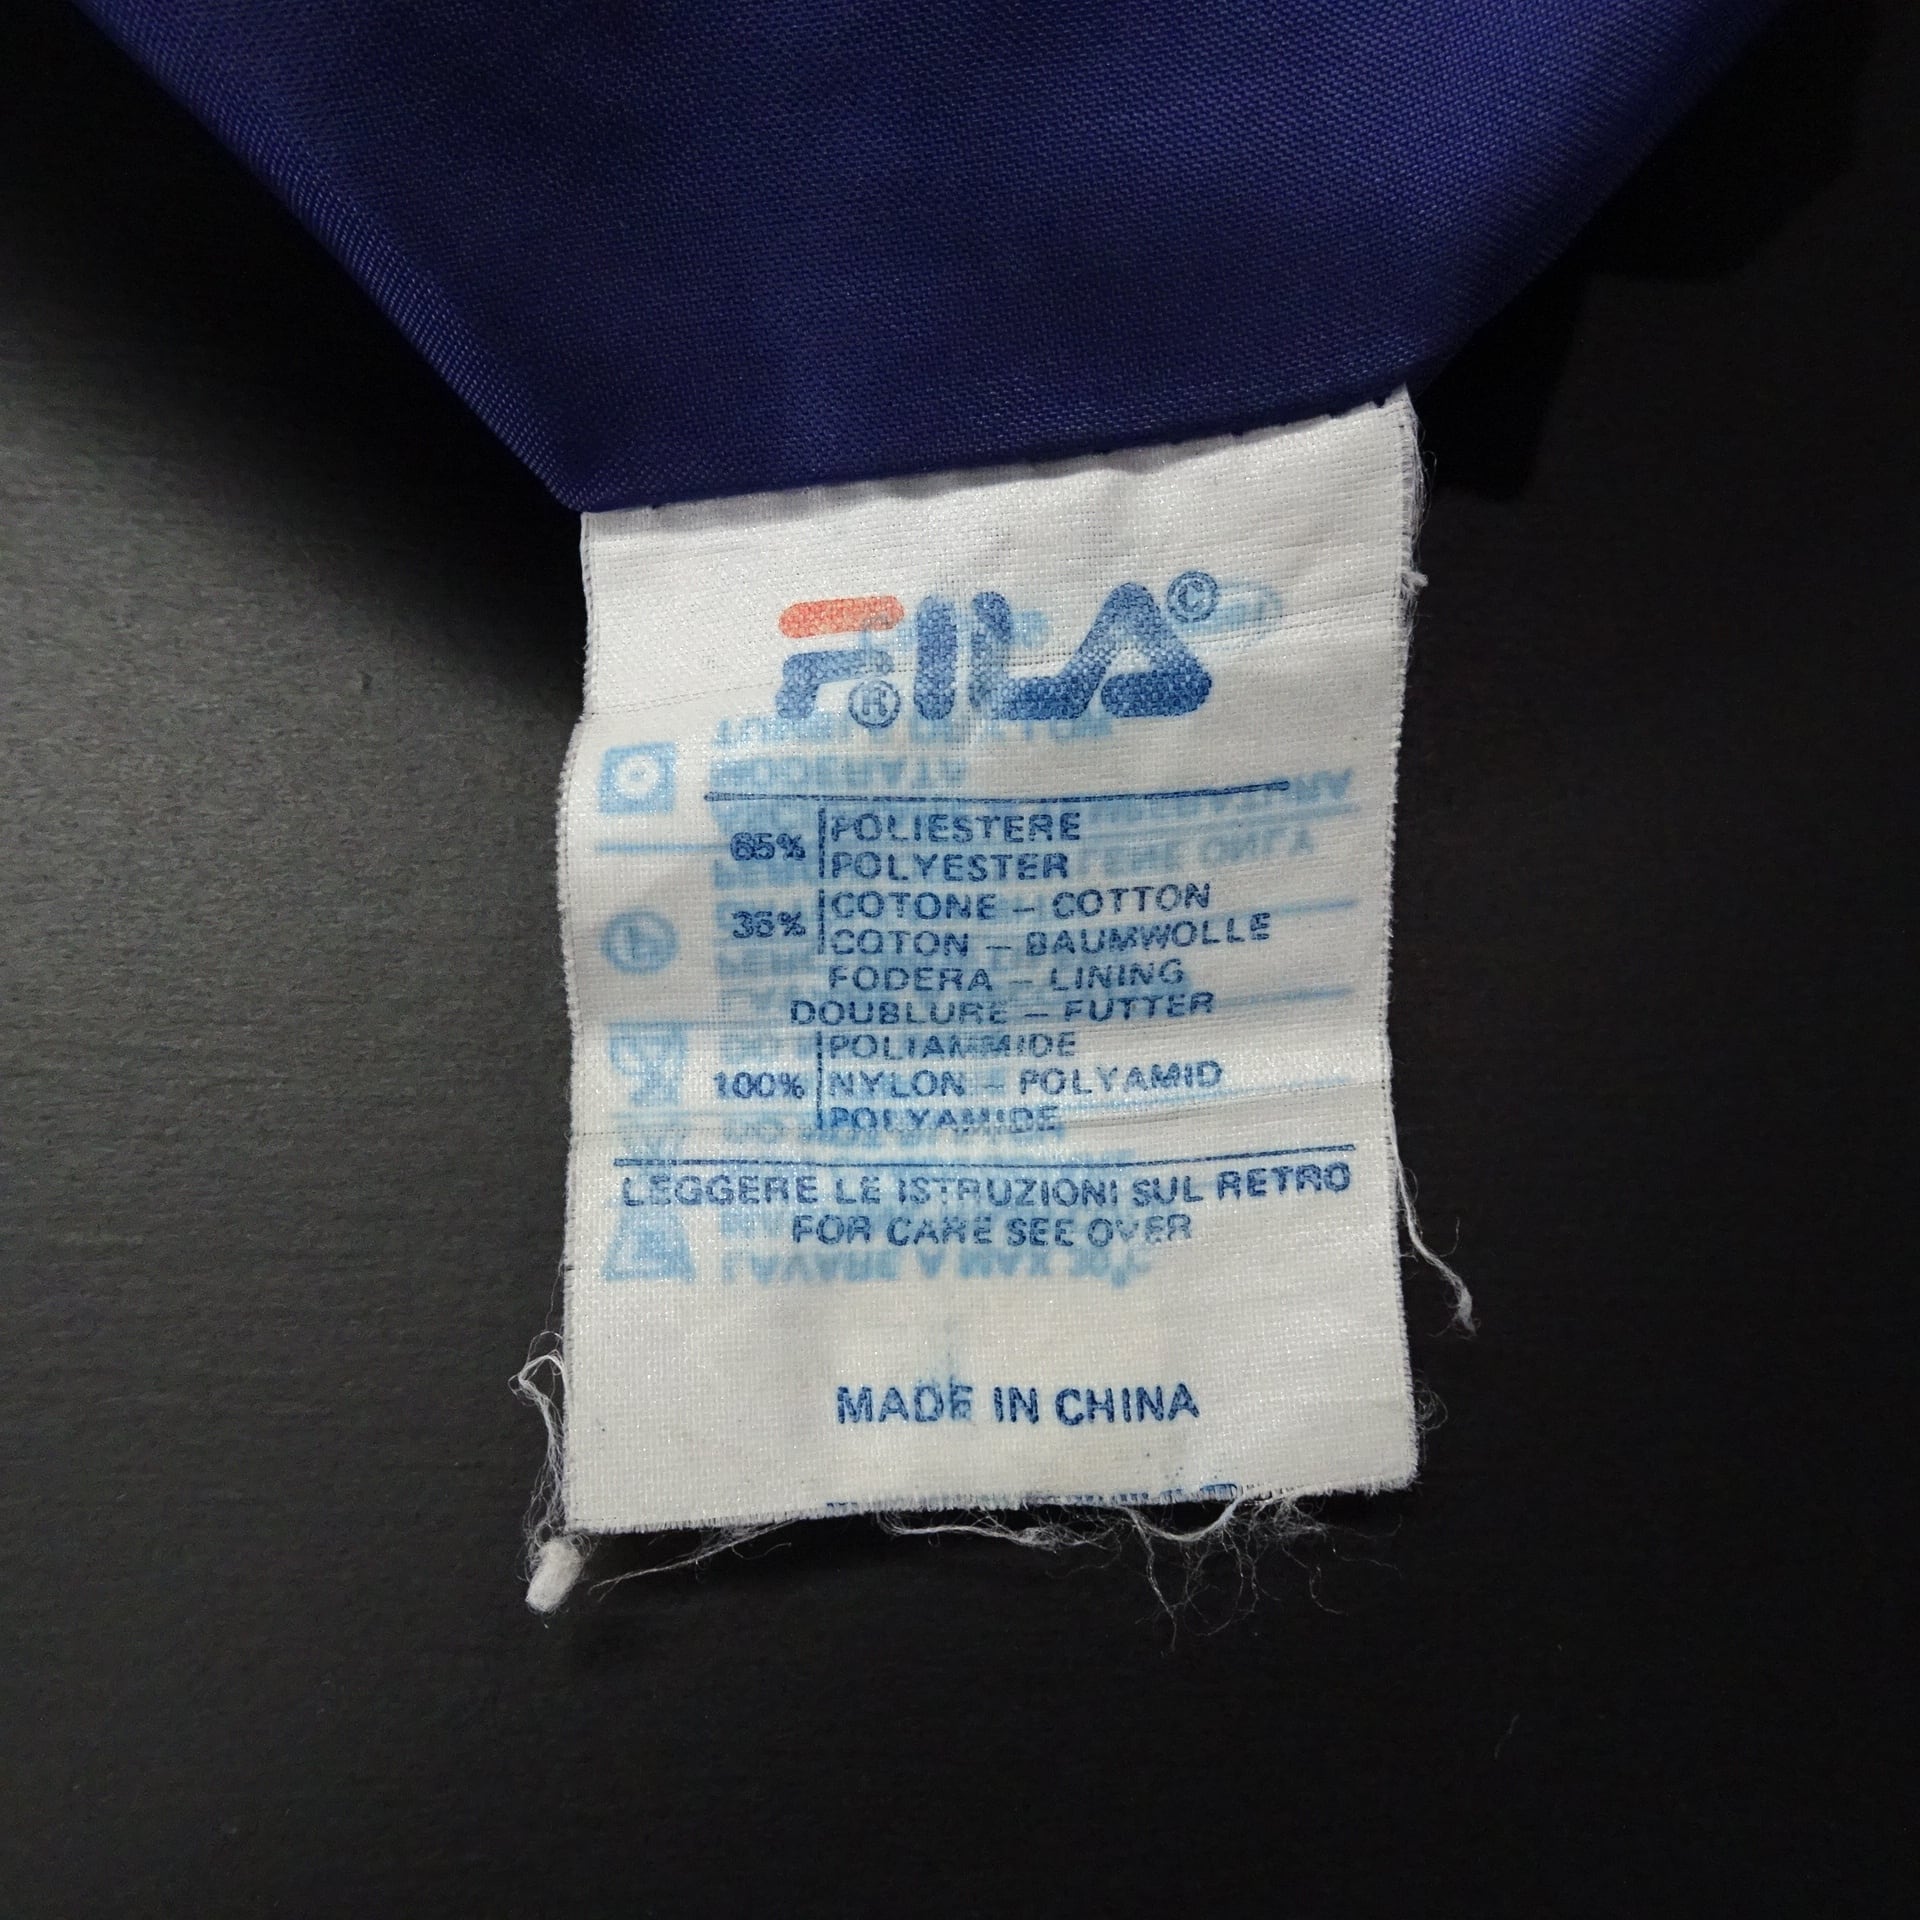 FILA©
®
65% POLIESTERE
POLYESTER
35% COTONE – COTTON
COTON – BAUMWOLLE
FODERA – LINING
DOUBLURE – FUTTER
POLIAMMIDE
100% NYLON – POLYAMID
POLYAMIDE
LEGGERE LE ISTRUZIONI SUL RETRO
FOR CARE SEE OVER
MADE IN CHINA